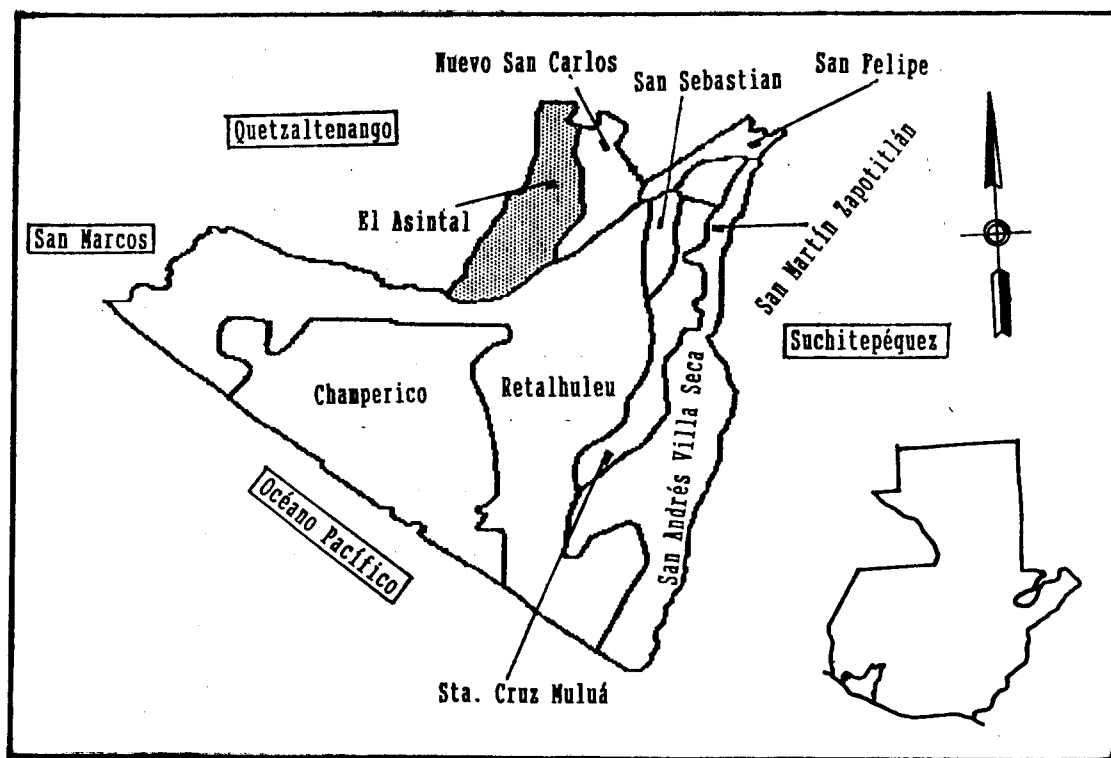 Nuevo San Carlos
San Sebastian
San Felipe
Quetzaltenango
El Asintal
San Marcos
San Martín Zapotitlán
Suchitepéquez
Champerico
Retalhuleu
San Andrés Villa Seca
Océano Pacífico
Sta. Cruz Muluá